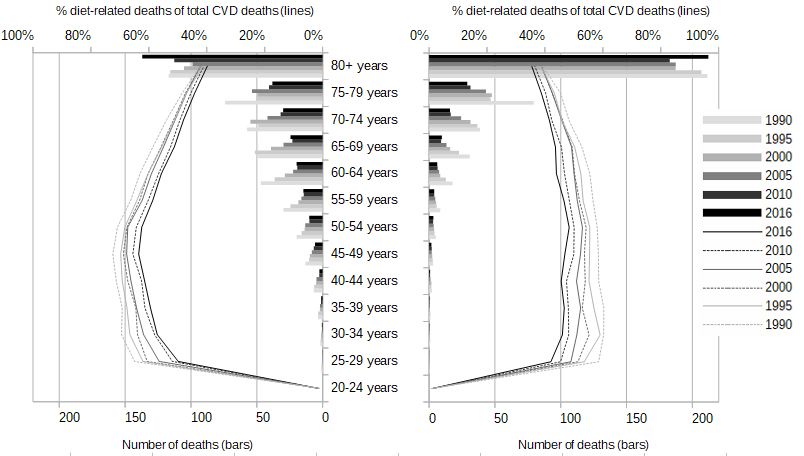 % diet-related deaths of total CVD deaths (lines) % diet-related deaths of total CVD deaths (lines)
100% 80% 60% 40% 20% 0% 0% 20% 40% 60% 80% 100%
80+ years
75-79 years
70-74 years
65-69 years
60-64 years
55-59 years
50-54 years
45-49 years
40-44 years
35-39 years
30-34 years
25-29 years
20-24 years
1990
1995
2000
2005
2010
2016
2016
2010
2005
2000
1995
1990
200 150 100 50 0 0 50 100 150 200
Number of deaths (bars) Number of deaths (bars)